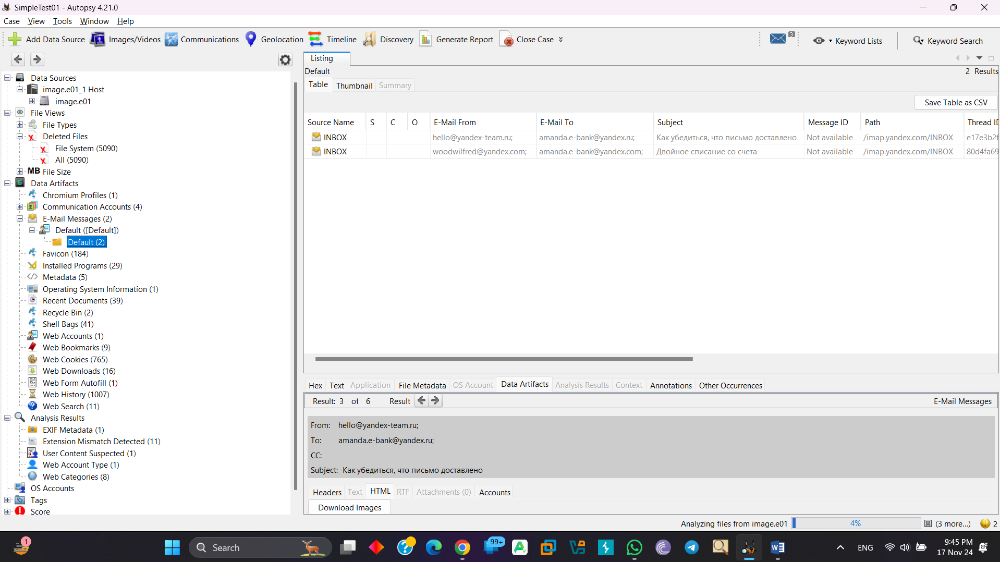 SimpleTest01 - Autopsy 4.21.0
Case View Tools Window Help
Add Data Source Images/Videos Communications Geolocation Timeline Discovery Generate Report Close Case 3 Keyword Lists Keyword Search
Data Sources
image.e01_1 Host
image.e01
File Views
File Types
Deleted Files
File System (5090)
All (5090)
MB File Size
Data Artifacts
Chromium Profiles (1)
Communication Accounts (4)
E-Mail Messages (2)
Default ([Default])
Default (2)
Favicon (184)
Installed Programs (29)
Metadata (5)
Operating System Information (1)
Recent Documents (39)
Recycle Bin (2)
Shell Bags (41)
Web Accounts (1)
Web Bookmarks (9)
Web Cookies (765)
Web Downloads (16)
Web Form Autofill (1)
Web History (1007)
Web Search (11)
Analysis Results
EXIF Metadata (1)
Extension Mismatch Detected (11)
User Content Suspected (1)
Web Account Type (1)
Web Categories (8)
OS Accounts
Tags
Score
Listing
Default 2 Results
Table Thumbnail Summary
Save Table as CSV
Source Name S C O E-Mail From E-Mail To Subject Message ID Path Thread ID
INBOX hello@yandex-team.ru; amanda.e-bank@yandex.ru; Как убедиться, что письмо доставлено Not available /imap.yandex.com/INBOX e17e3b2f
INBOX woodwilfred@yandex.com; amanda.e-bank@yandex.com; Двойное списание со счета Not available /imap.yandex.com/INBOX 80d4fa69
Hex Text Application File Metadata OS Account Data Artifacts Analysis Results Context Annotations Other Occurrences
Result: 3 of 6 Result E-Mail Messages
From: hello@yandex-team.ru;
To: amanda.e-bank@yandex.ru;
CC:
Subject: Как убедиться, что письмо доставлено
Headers Text HTML RTF Attachments (0) Accounts
Download Images
Analyzing files from image.e01 4% (3 more...) 2
1 Search 99+ ENG 9:45 PM
17 Nov 24